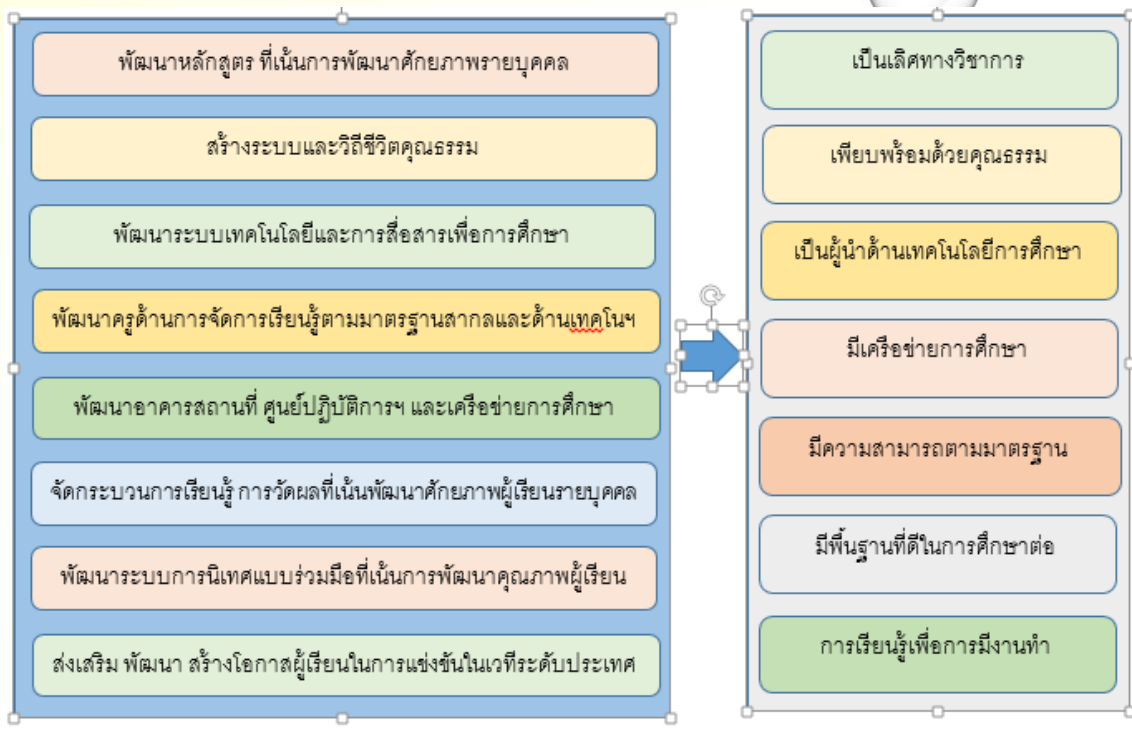 พัฒนาหลักสูตร ที่เน้นการพัฒนาศักยภาพรายบุคคล
สร้างระบบและวิถีชีวิตคุณธรรม
พัฒนาระบบเทคโนโลยีและการสื่อสารเพื่อการศึกษา
พัฒนาครูด้านการจัดการเรียนรู้ตามมาตรฐานสากลและด้านเทคโนฯ
พัฒนาอาคารสถานที่ ศูนย์ปฏิบัติการฯ และเครือข่ายการศึกษา
จัดกระบวนการเรียนรู้ การวัดผลที่เน้นพัฒนาศักยภาพผู้เรียนรายบุคคล
พัฒนาระบบการนิเทศแบบร่วมมือที่เน้นการพัฒนาคุณภาพผู้เรียน
ส่งเสริม พัฒนา สร้างโอกาสผู้เรียนในการแข่งขันในเวทีระดับประเทศ
เป็นเลิศทางวิชาการ
เพียบพร้อมด้วยคุณธรรม
เป็นผู้นำด้านเทคโนโลยีการศึกษา
มีเครือข่ายการศึกษา
มีความสามารถตามมาตรฐาน
มีพื้นฐานที่ดีในการศึกษาต่อ
การเรียนรู้เพื่อการมีงานทำ